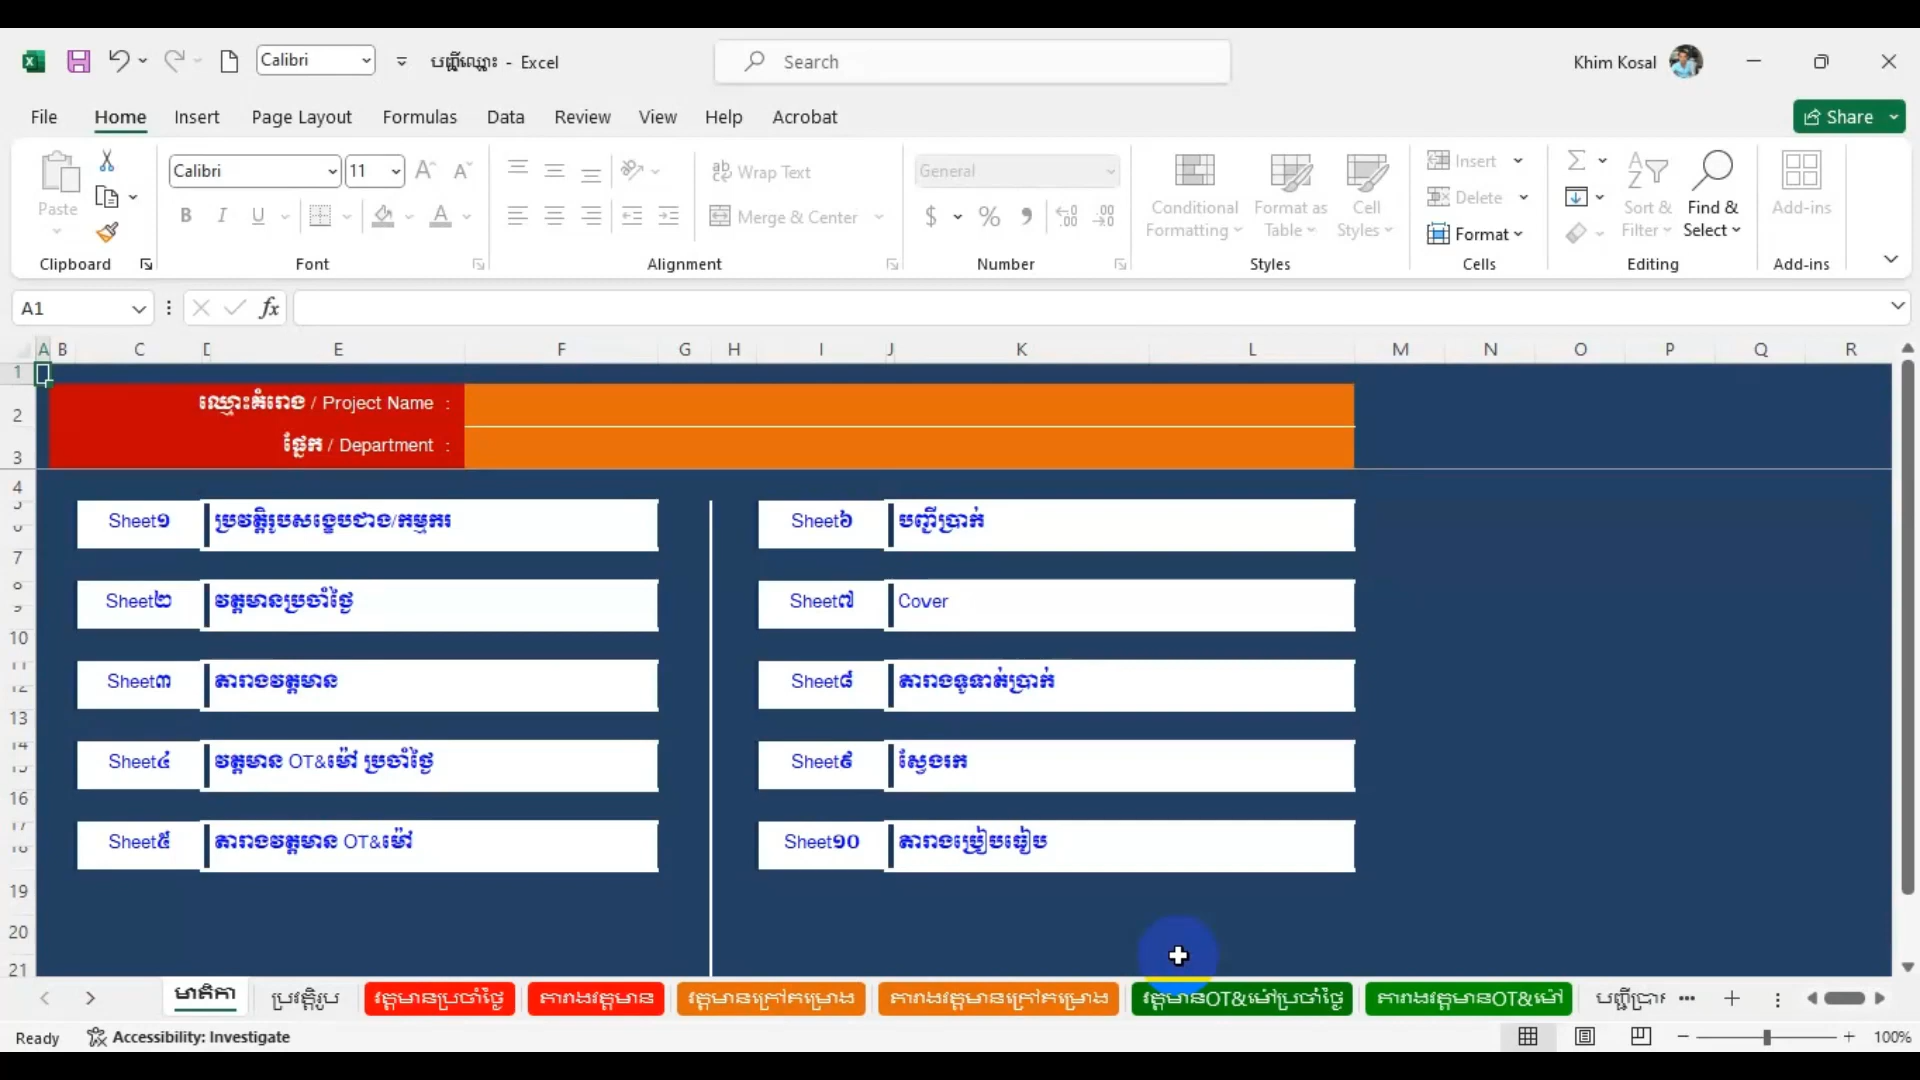 Calibri
បញ្ជីឈ្មោះ - Excel
Search
Khim Kosal
File Home Insert Page Layout Formulas Data Review View Help Acrobat
Share
Paste
Clipboard
Calibri 11
B I U
Font
Wrap Text
Merge & Center
Alignment
General
$ % ,
Number
Conditional Formatting
Format as Table
Cell Styles
Styles
Insert
Delete
Format
Cells
Sort & Filter
Find & Select
Editing
Add-ins
Add-ins
A1
fx
A B C E F G H I J K L M N O P Q R
1
2
3
4
7
10
13
16
19
20
21
ឈ្មោះគំរោង / Project Name :
ផ្នែក / Department :
Sheet១ ប្រវត្តិរូបសង្ខេបជាង/កម្មករ
Sheet២ វត្តមានប្រចាំថ្ងៃ
Sheet៣ តារាងវត្តមាន
Sheet៤ វត្តមាន OT&ម៉ៅ ប្រចាំថ្ងៃ
Sheet៥ តារាងវត្តមាន OT&ម៉ៅ
Sheet៦ បញ្ជីប្រាក់
Sheet៧ Cover
Sheet៨ តារាងទូទាត់ប្រាក់
Sheet៩ ស្វែងរក
Sheet១០ តារាងប្រៀបធៀប
មាតិកា ប្រវត្តិរូប វត្តមានប្រចាំថ្ងៃ តារាងវត្តមាន វត្តមានក្រៅគម្រោង តារាងវត្តមានក្រៅគម្រោង វត្តមានOT&ម៉ៅប្រចាំថ្ងៃ តារាងវត្តមានOT&ម៉ៅ
Ready
Accessibility: Investigate
100%